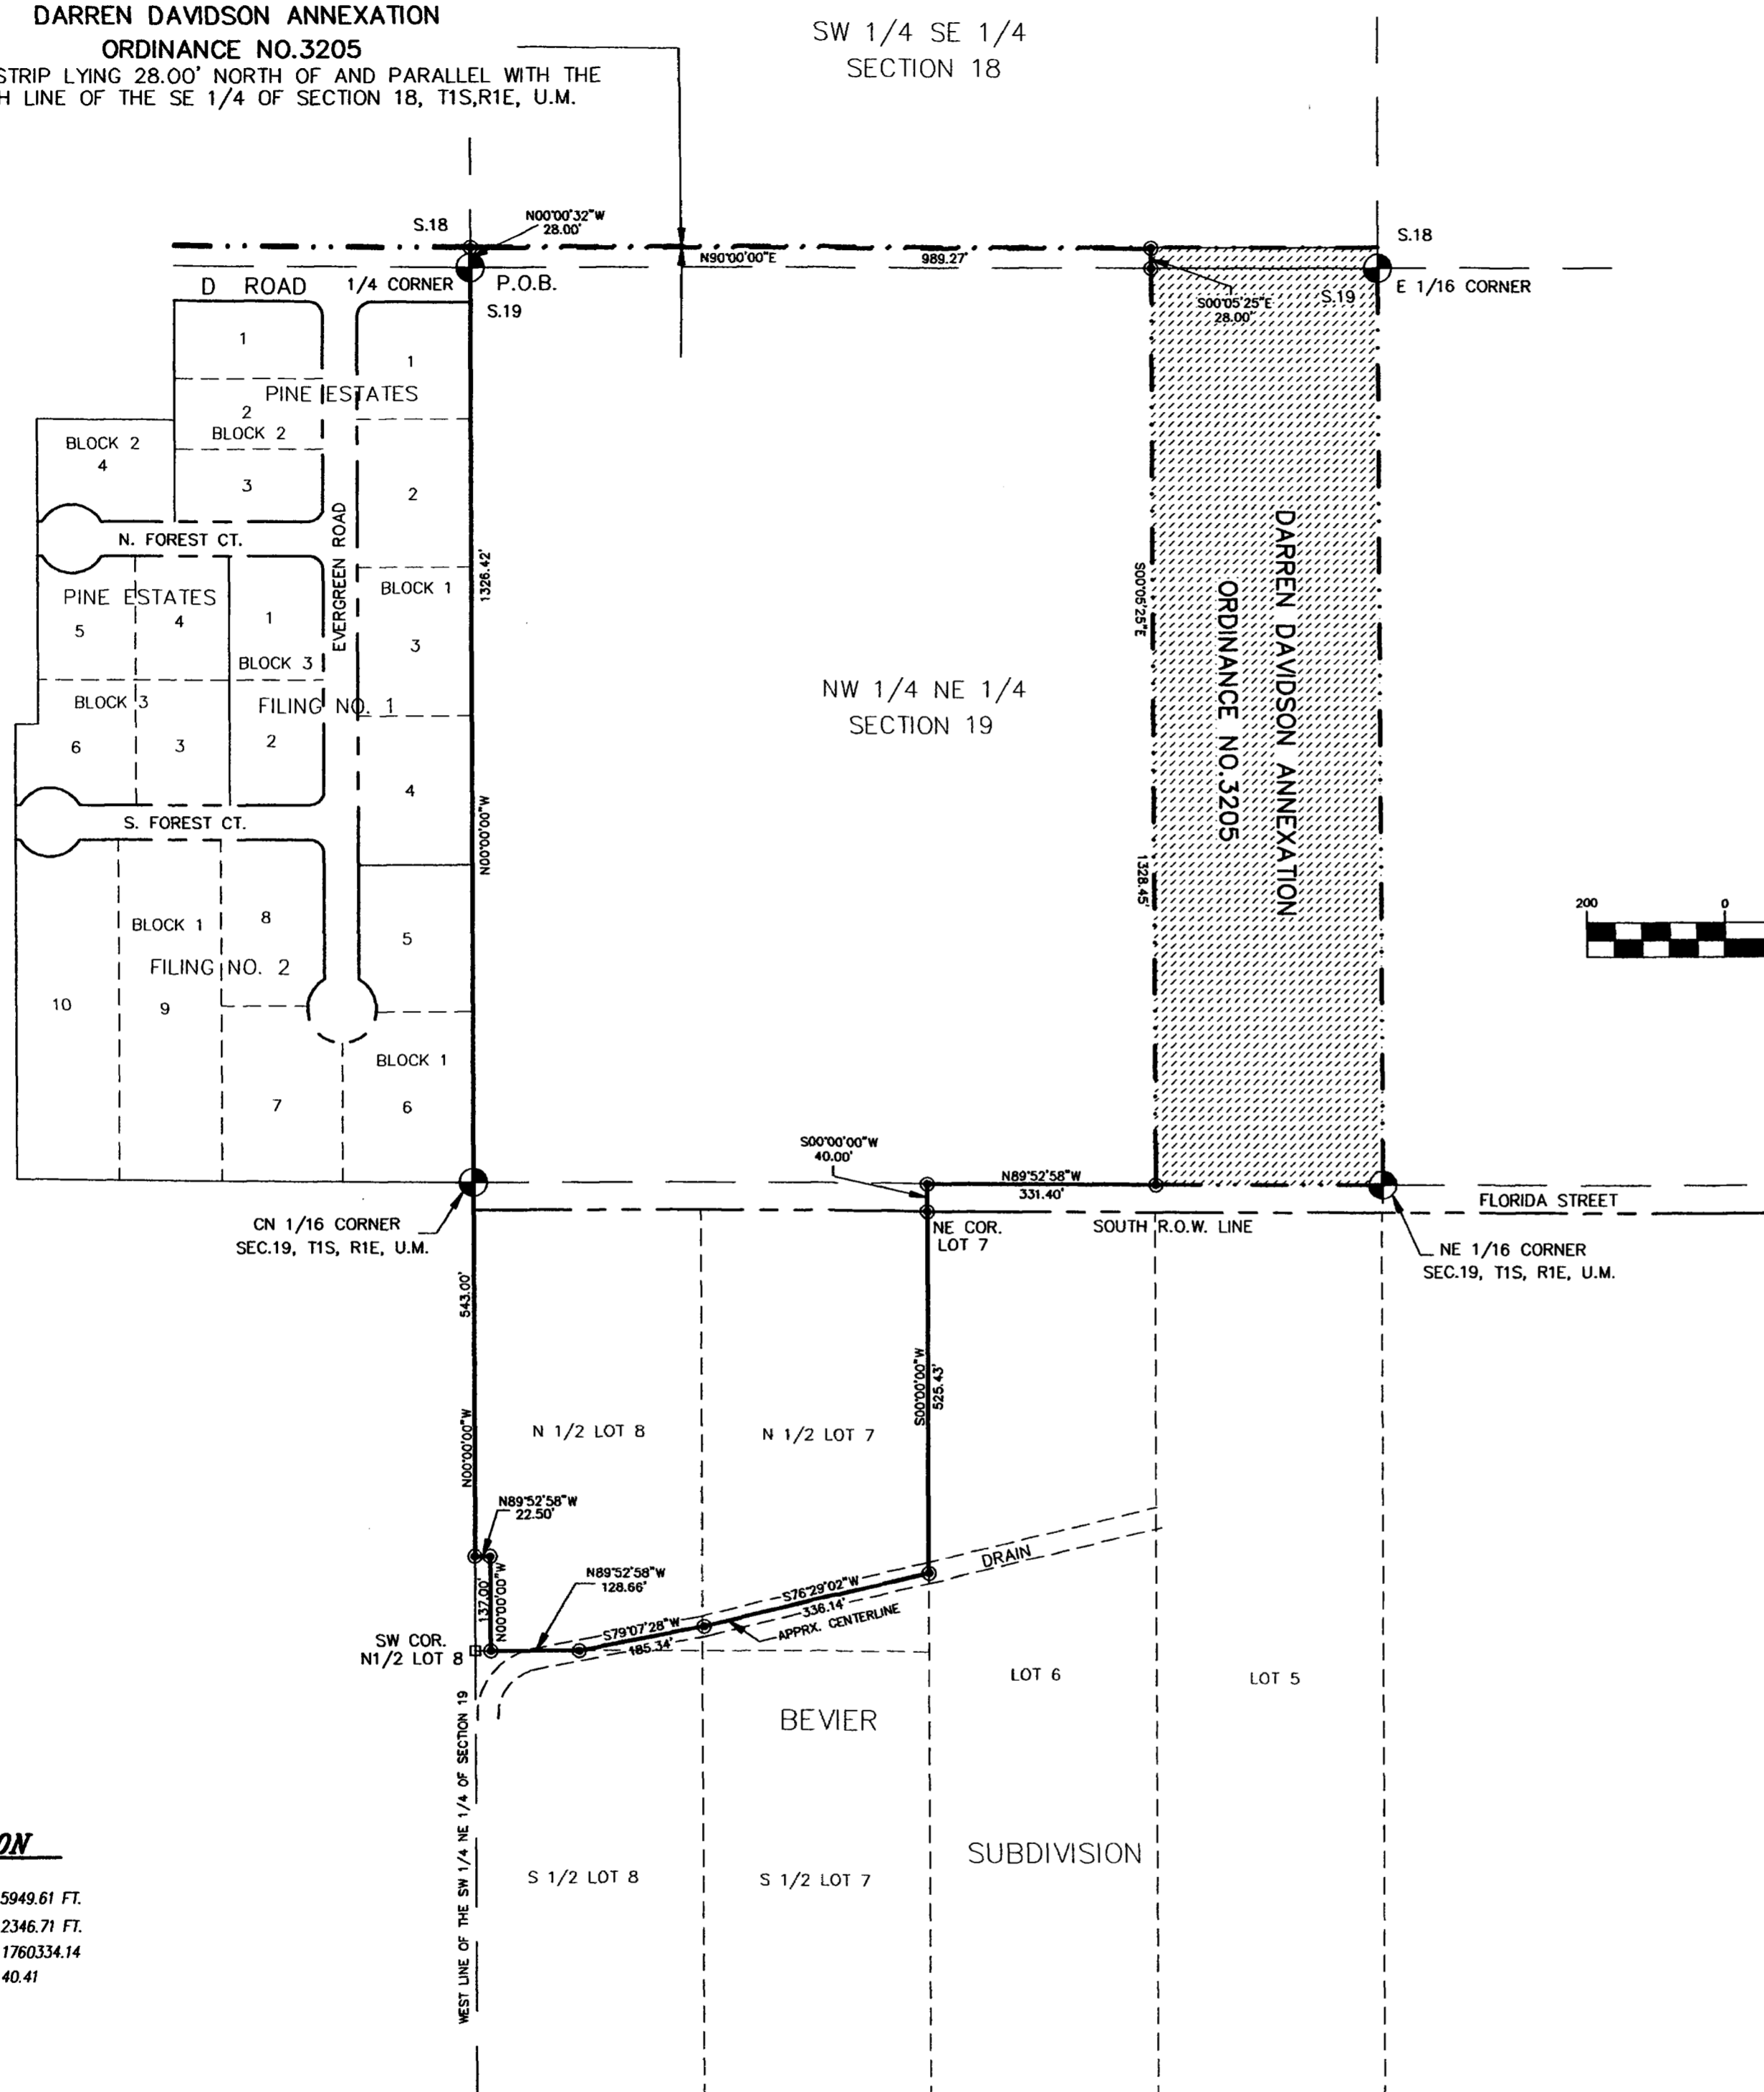 DARREN DAVIDSON ANNEXATION
ORDINANCE NO.3205
STRIP LYING 28.00' NORTH OF AND PARALLEL WITH THE
H LINE OF THE SE 1/4 OF SECTION 18, T1S,R1E, U.M.
SW 1/4 SE 1/4
SECTION 18
S.18
N00°00'32"W
28.00'
S.18
N90°00'00"E
989.27'
D ROAD
1/4 CORNER
P.O.B.
S.19
S00°05'25"E
28.00'
S.19
E 1/16 CORNER
1
1
PINE ESTATES
2
BLOCK 2
BLOCK 2
4
3
2
N. FOREST CT.
EVERGREEN ROAD
1326.42'
BLOCK 1
PINE ESTATES
5
4
1
3
BLOCK 3
BLOCK 3
FILING NO. 1
6
3
2
4
S. FOREST CT.
N00°00'00"W
NW 1/4 NE 1/4
SECTION 19
S00°05'25"E
1328.45'
DARREN DAVIDSON ANNEXATION
ORDINANCE NO.3205
200
0
BLOCK 1
8
5
FILING NO. 2
10
9
BLOCK 1
7
6
S00°00'00"W
40.00'
N89°52'58"W
331.40'
FLORIDA STREET
CN 1/16 CORNER
SEC.19, T1S, R1E, U.M.
NE COR.
LOT 7
SOUTH R.O.W. LINE
NE 1/16 CORNER
SEC.19, T1S, R1E, U.M.
543.00'
N00°00'00"W
S00°00'00"W
525.43'
N 1/2 LOT 8
N 1/2 LOT 7
N89°52'58"W
22.50'
N89°52'58"W
128.66'
137.00'
N00°00'00"W
DRAIN
S76°29'02"W
336.14'
APPRX. CENTERLINE
S79°07'28"W
185.34'
SW COR.
N1/2 LOT 8
LOT 6
LOT 5
BEVIER
SUBDIVISION
WEST LINE OF THE SW 1/4 NE 1/4 OF SECTION 19
S 1/2 LOT 8
S 1/2 LOT 7
ON
5949.61 FT.
2346.71 FT.
1760334.14
40.41